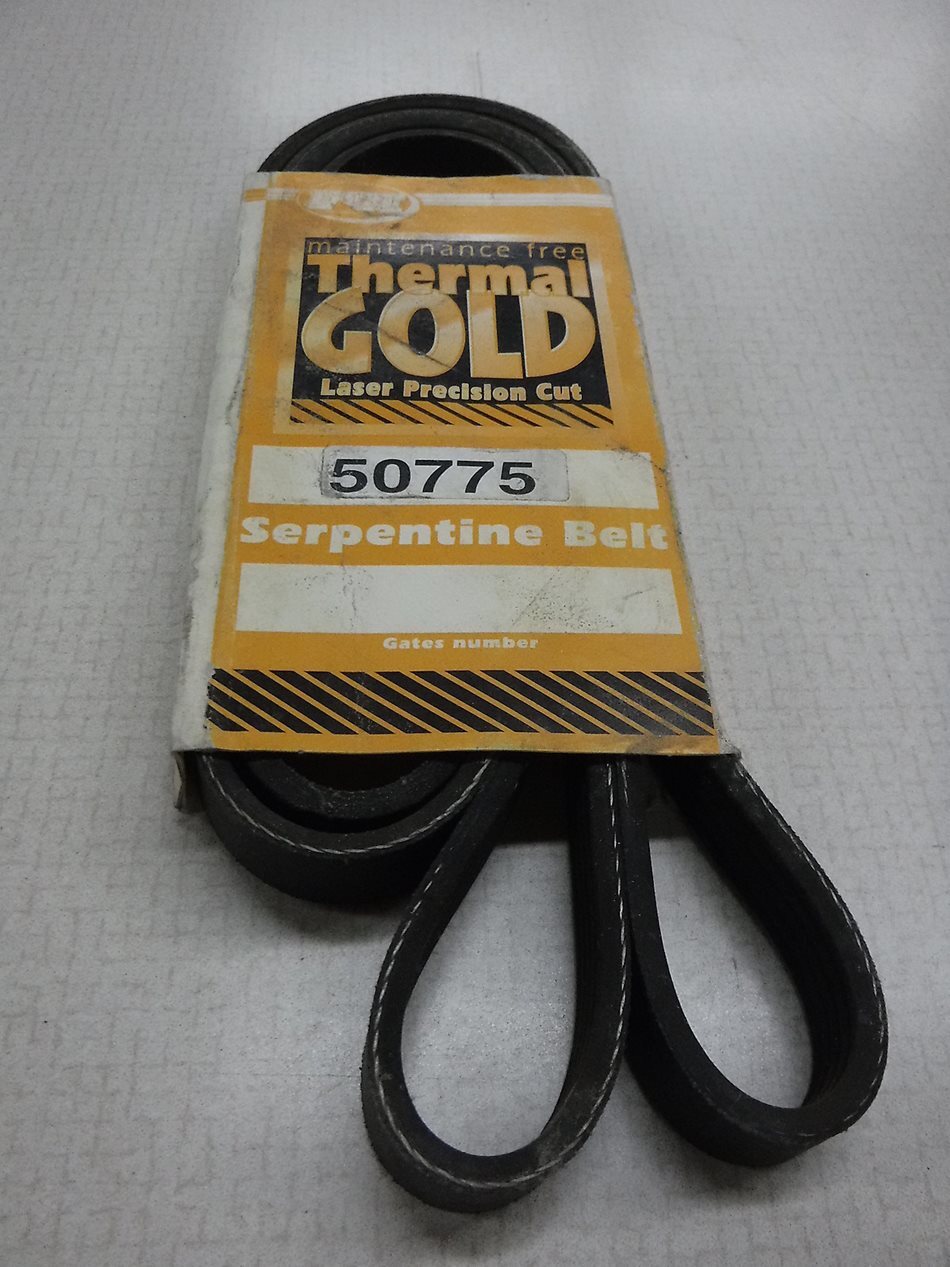 maintenance free
Thermal
GOLD
Laser Precision Cut
50775
Serpentine Belt
Gates number